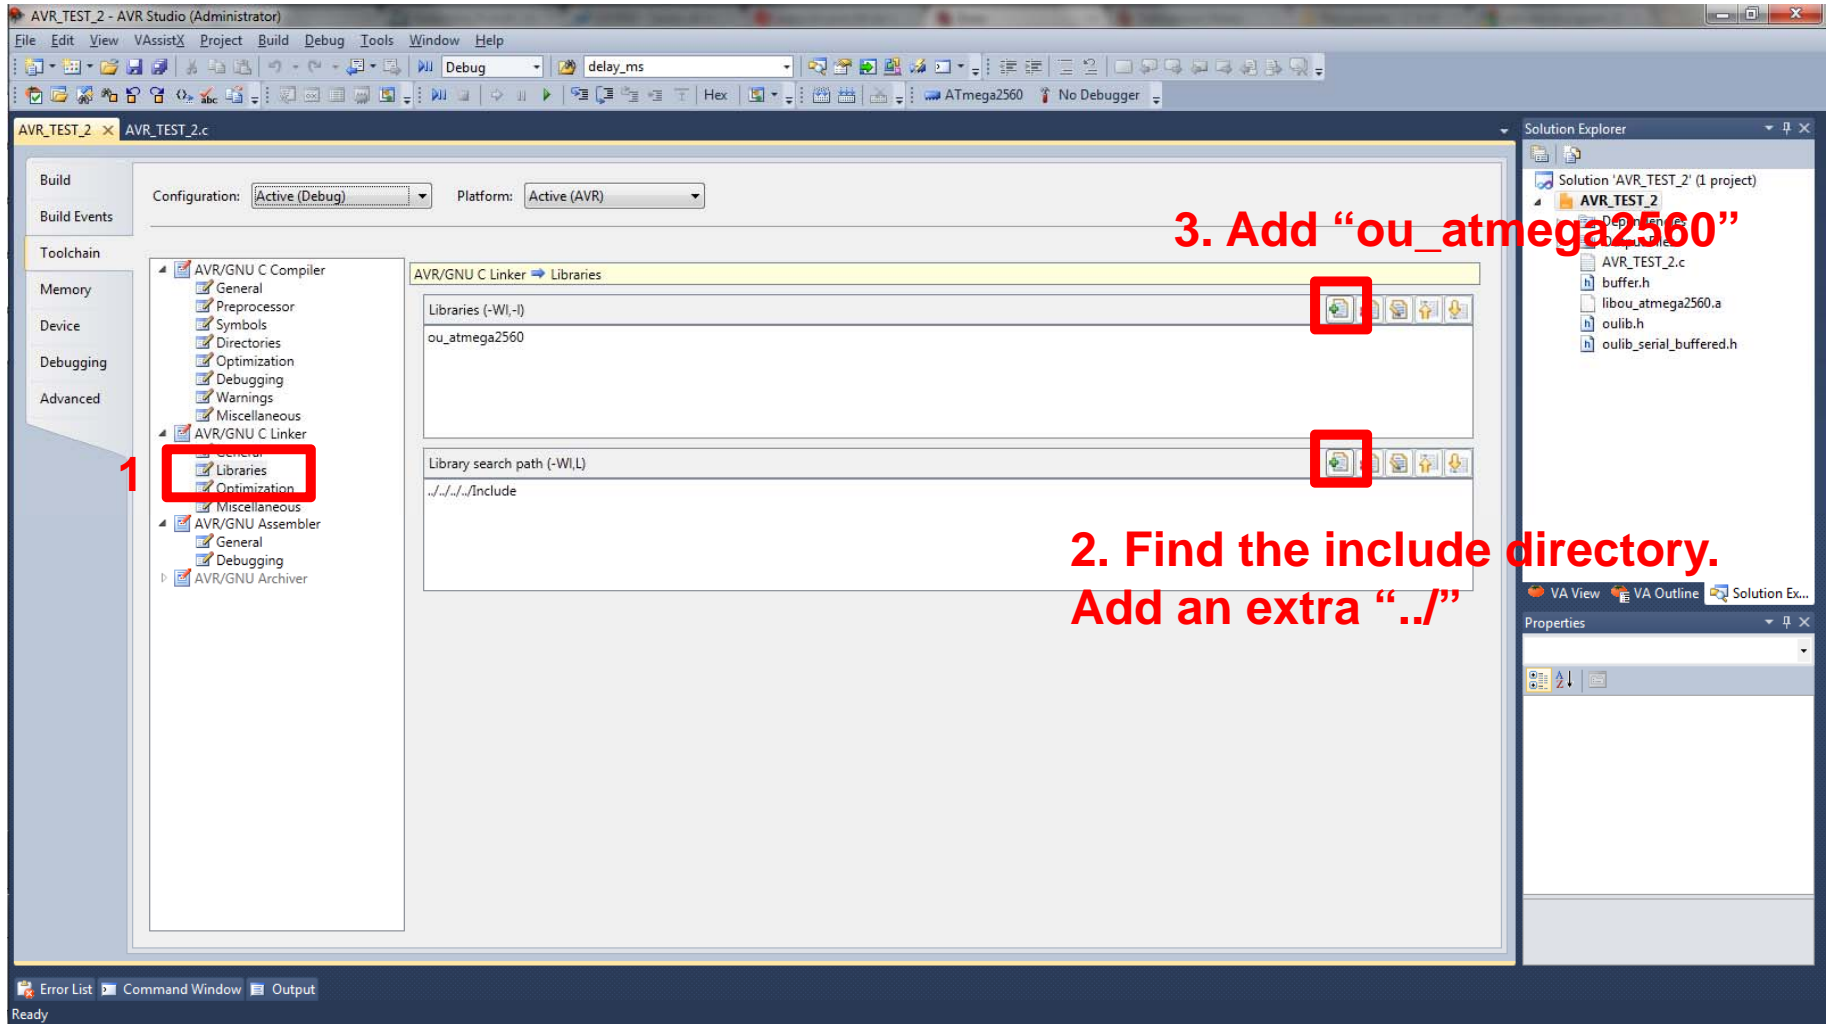 AVR_TEST_2 - AVR Studio (Administrator)
File Edit View VAssistX Project Build Debug Tools Window Help
Debug delay_ms
Hex ATmega2560 No Debugger
AVR_TEST_2 AVR_TEST_2.c
Build
Build Events
Toolchain
Memory
Device
Debugging
Advanced
Configuration: Active (Debug) Platform: Active (AVR)
AVR/GNU C Compiler
General
Preprocessor
Symbols
Directories
Optimization
Debugging
Warnings
Miscellaneous
AVR/GNU C Linker
General
Libraries
Optimization
Miscellaneous
AVR/GNU Assembler
General
Debugging
AVR/GNU Archiver
1
AVR/GNU C Linker Libraries
Libraries (-Wl,-l)
ou_atmega2560
Library search path (-Wl,L)
../../../../Include
3. Add “ou_atmega2560”
2. Find the include directory.
Add an extra “../”
Solution Explorer
Solution 'AVR_TEST_2' (1 project)
AVR_TEST_2
Dependencies
Output Files
AVR_TEST_2.c
buffer.h
libou_atmega2560.a
oulib.h
oulib_serial_buffered.h
VA View VA Outline Solution Ex...
Properties
Error List Command Window Output
Ready